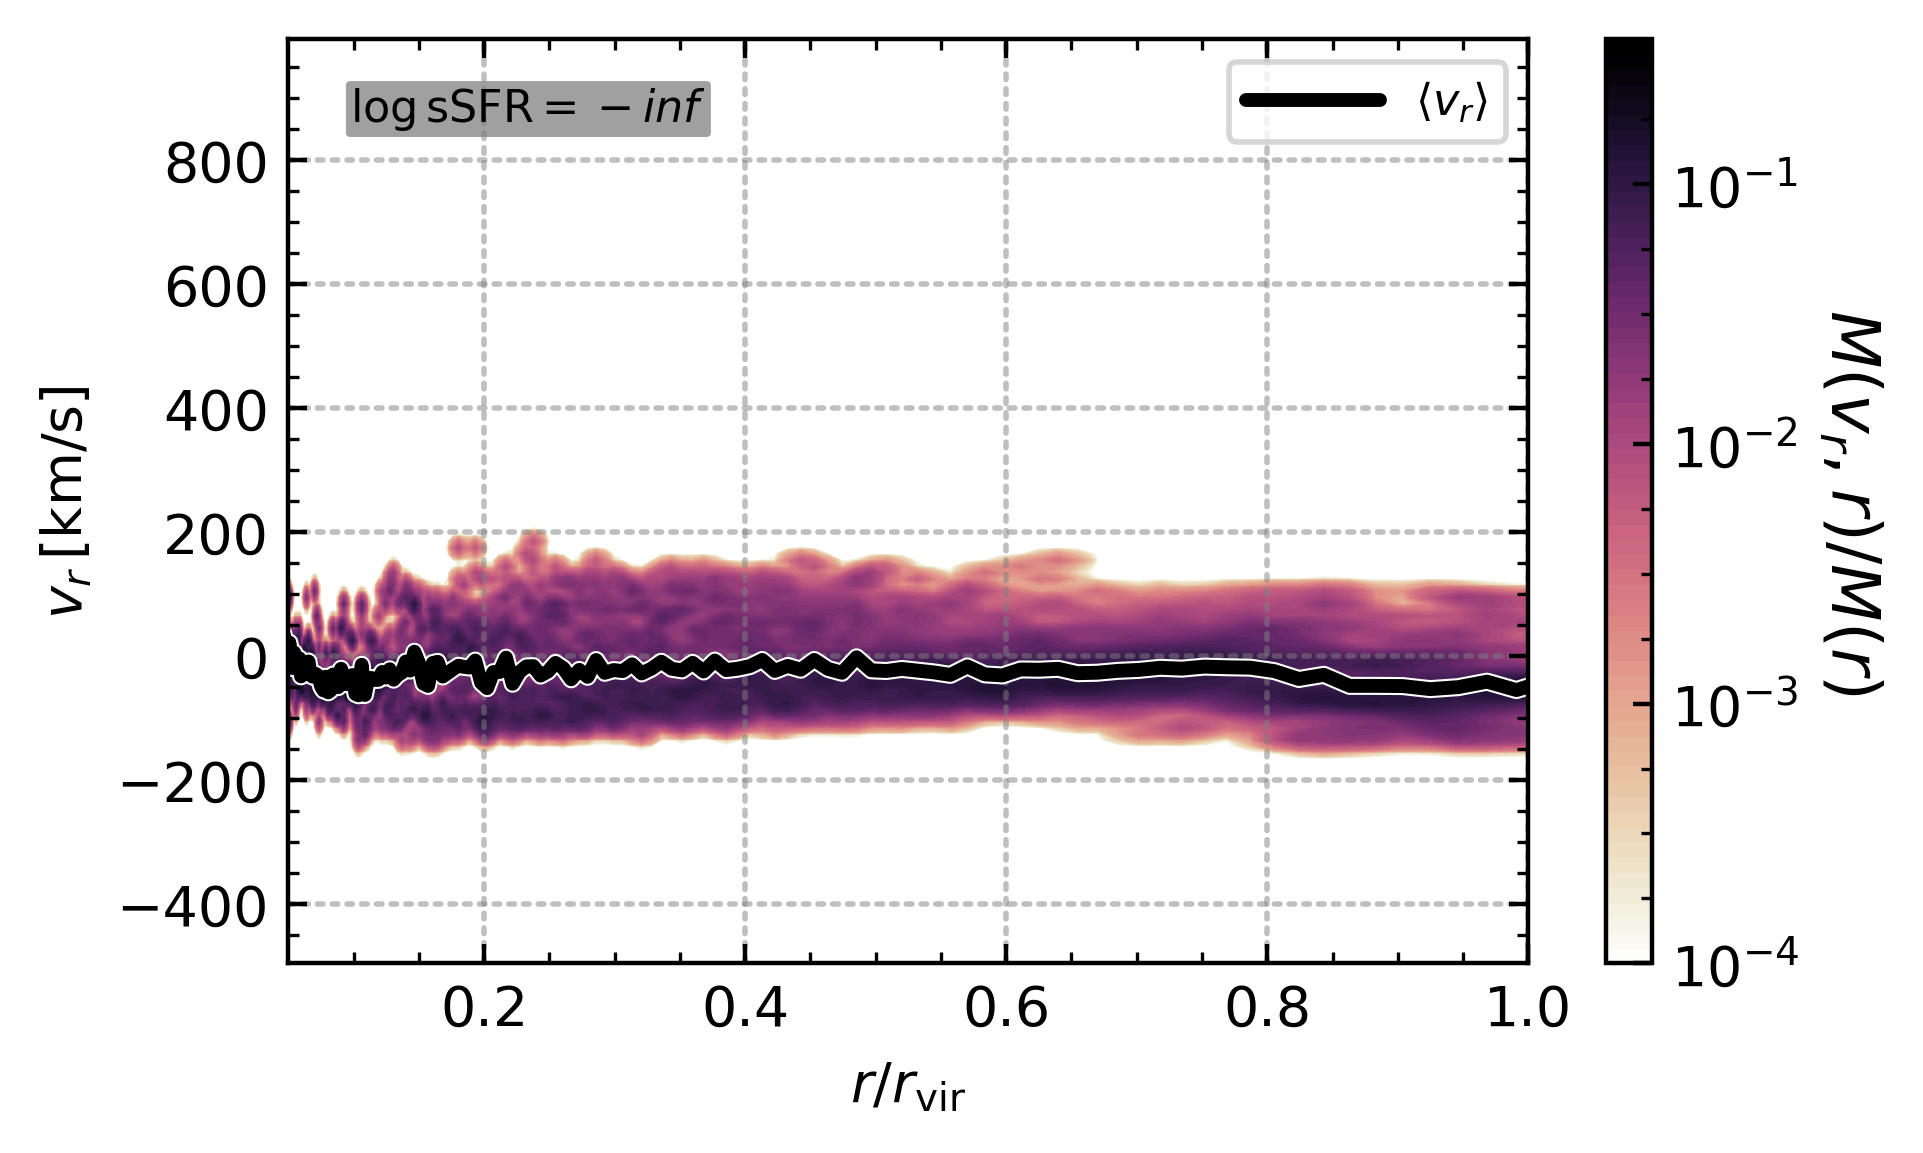 log sSFR = − inf
⟨v_r⟩
800
600
400
200
0
−200
−400
v_r [km/s]
0.2 0.4 0.6 0.8 1.0
r/r_vir
10^−1
10^−2
10^−3
10^−4
M(v_r, r)/M(r)